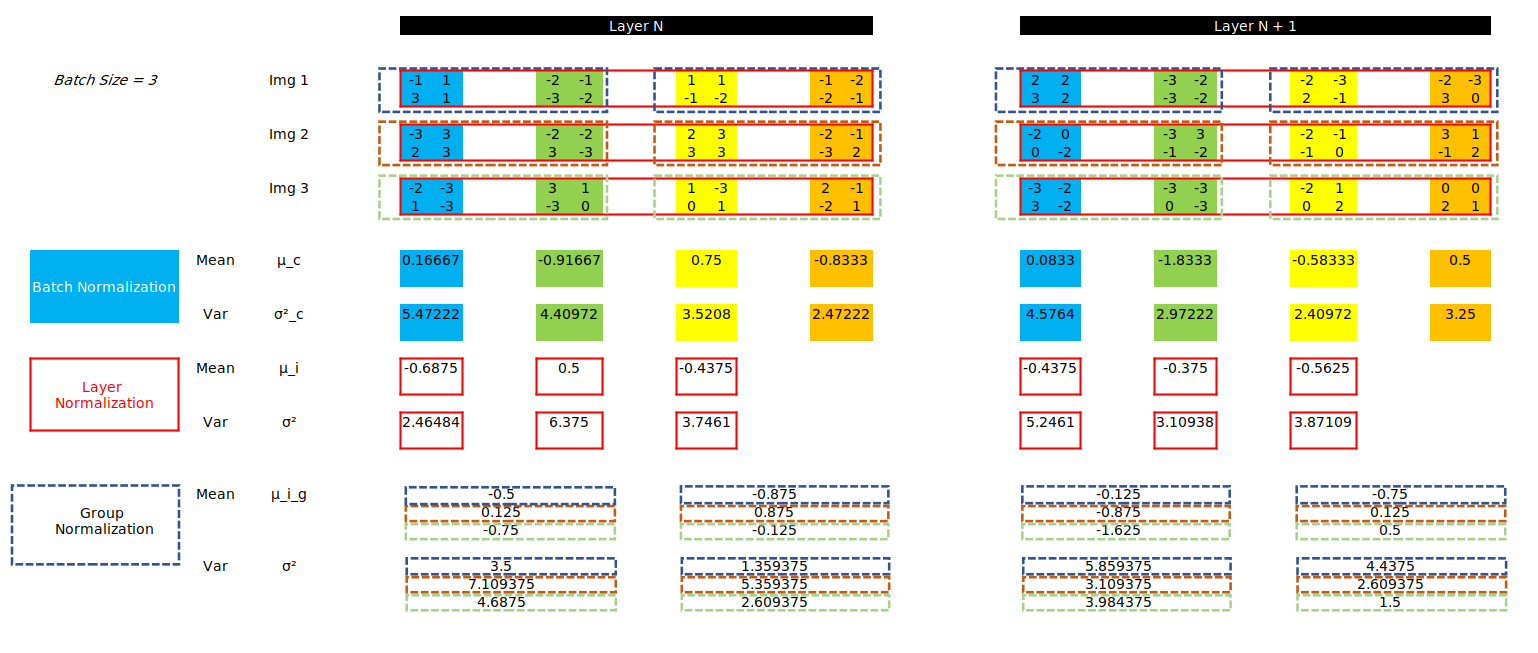 Layer N Layer N + 1
Batch Size = 3 Img 1 -1 1 -2 -1 1 1 -1 -2 2 2 -3 -2 -2 -3 -2 -3
3 1 -3 -2 -1 -2 -2 -1 3 2 -3 -2 2 -1 3 0
Img 2 -3 3 -2 -2 2 3 -2 -1 -2 0 -3 3 -2 -1 3 1
2 3 3 -3 3 3 -3 2 0 -2 -1 -2 -1 0 -1 2
Img 3 -2 -3 3 1 1 -3 2 -1 -3 -2 -3 -3 -2 1 0 0
1 -3 -3 0 0 1 -2 1 3 -2 0 -3 0 2 2 1
Mean μ_c 0.16667 -0.91667 0.75 -0.8333 0.0833 -1.8333 -0.58333 0.5
Batch Normalization
Var σ²_c 5.47222 4.40972 3.5208 2.47222 4.5764 2.97222 2.40972 3.25
Mean μ_i -0.6875 0.5 -0.4375 -0.4375 -0.375 -0.5625
Layer
Normalization
Var σ² 2.46484 6.375 3.7461 5.2461 3.10938 3.87109
Mean μ_i_g -0.5 -0.875 -0.125 -0.75
Group 0.125 0.875 -0.875 0.125
Normalization -0.75 -0.125 -1.625 0.5
Var σ² 3.5 1.359375 5.859375 4.4375
7.109375 5.359375 3.109375 2.609375
4.6875 2.609375 3.984375 1.5